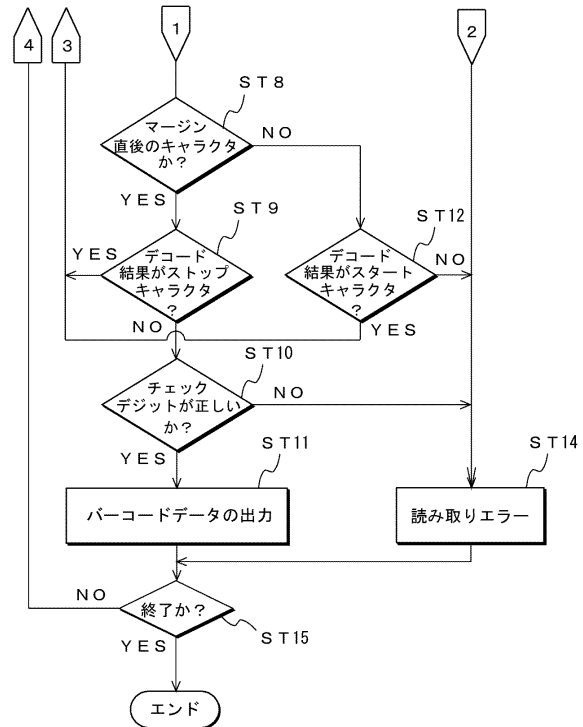 4
3
1
2
ST8
マージン
直後のキャラクタ
か?
NO
YES
ST9
ST12
YES
デコード
結果がストップ
キャラクタ
?
デコード
結果がスタート
キャラクタ
?
NO
NO
YES
ST10
チェック
デジットが正しい
か?
NO
YES
ST11
ST14
バーコードデータの出力
読み取りエラー
NO
終了か?
ST15
YES
エンド